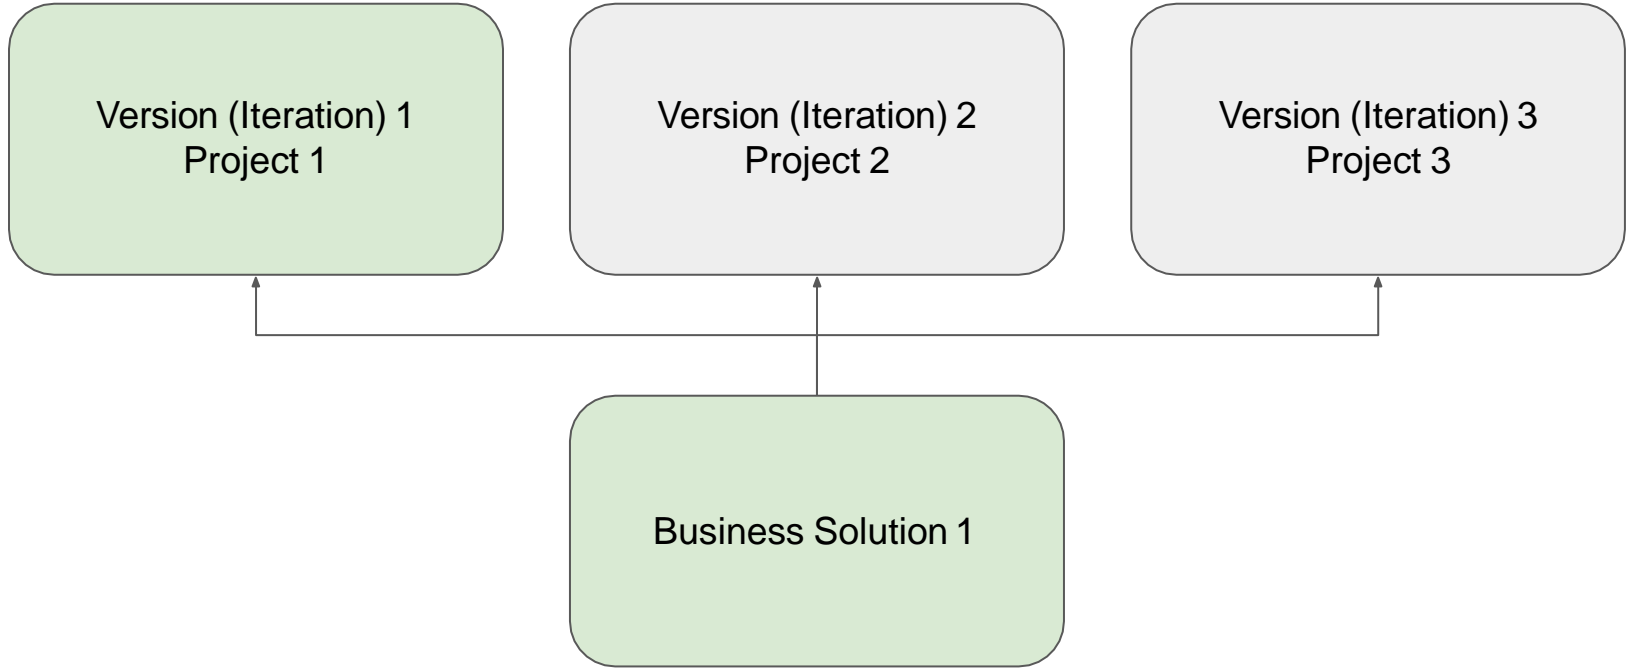 Version (Iteration) 1
Project 1
Version (Iteration) 2
Project 2
Version (Iteration) 3
Project 3
Business Solution 1